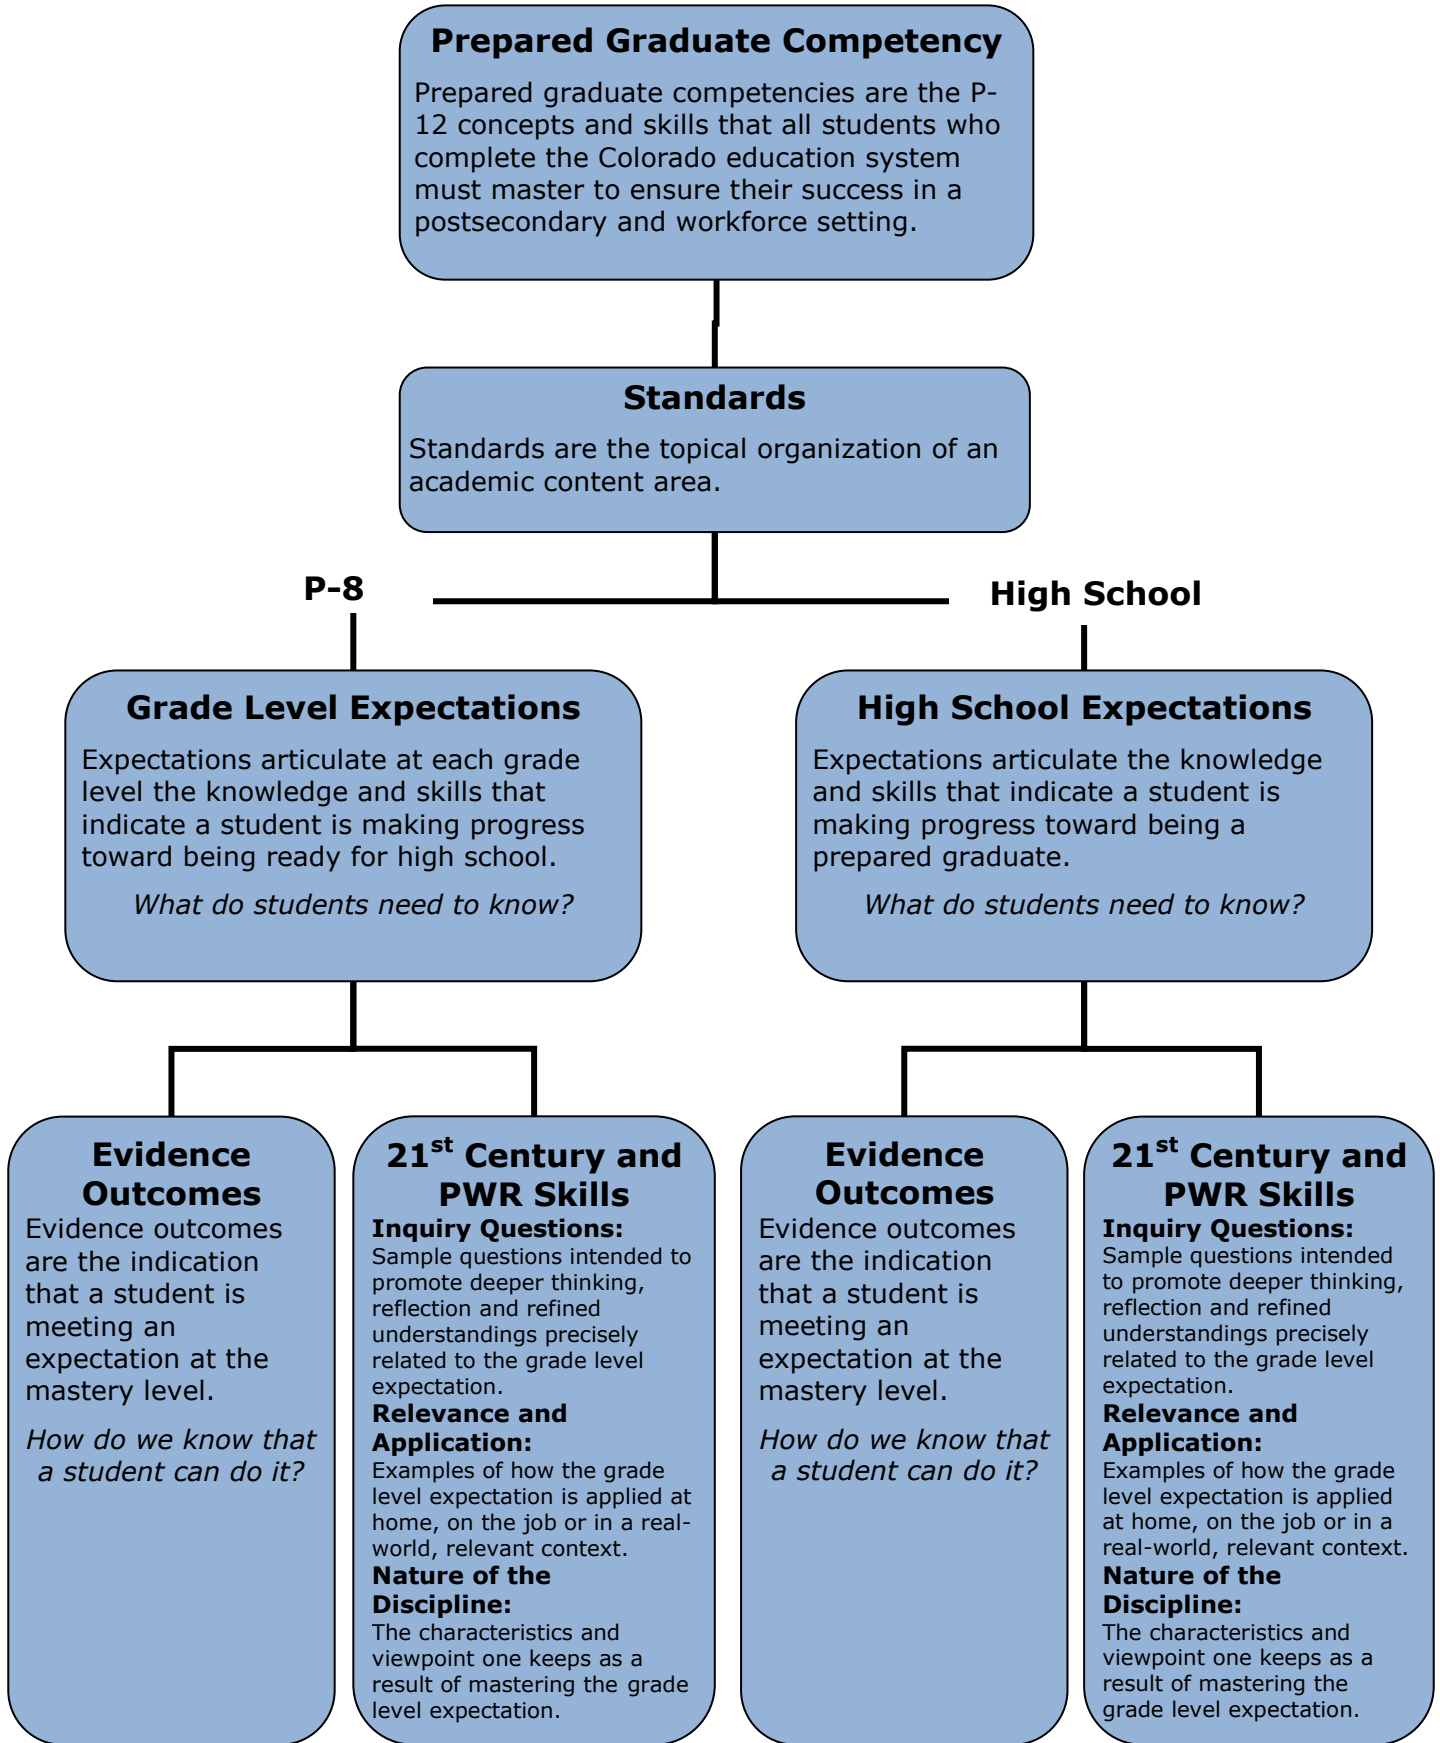 Prepared Graduate Competency
Prepared graduate competencies are the P-
12 concepts and skills that all students who
complete the Colorado education system
must master to ensure their success in a
postsecondary and workforce setting.
Standards
Standards are the topical organization of an
academic content area.
P-8
High School
Grade Level Expectations
Expectations articulate at each grade
level the knowledge and skills that
indicate a student is making progress
toward being ready for high school.
What do students need to know?
High School Expectations
Expectations articulate the knowledge
and skills that indicate a student is
making progress toward being a
prepared graduate.
What do students need to know?
Evidence
Outcomes
Evidence outcomes
are the indication
that a student is
meeting an
expectation at the
mastery level.
How do we know that
a student can do it?
21st Century and
PWR Skills
Inquiry Questions:
Sample questions intended to
promote deeper thinking,
reflection and refined
understandings precisely
related to the grade level
expectation.
Relevance and
Application:
Examples of how the grade
level expectation is applied at
home, on the job or in a real-
world, relevant context.
Nature of the
Discipline:
The characteristics and
viewpoint one keeps as a
result of mastering the grade
level expectation.
Evidence
Outcomes
Evidence outcomes
are the indication
that a student is
meeting an
expectation at the
mastery level.
How do we know that
a student can do it?
21st Century and
PWR Skills
Inquiry Questions:
Sample questions intended
to promote deeper thinking,
reflection and refined
understandings precisely
related to the grade level
expectation.
Relevance and
Application:
Examples of how the grade
level expectation is applied
at home, on the job or in a
real-world, relevant context.
Nature of the
Discipline:
The characteristics and
viewpoint one keeps as a
result of mastering the
grade level expectation.